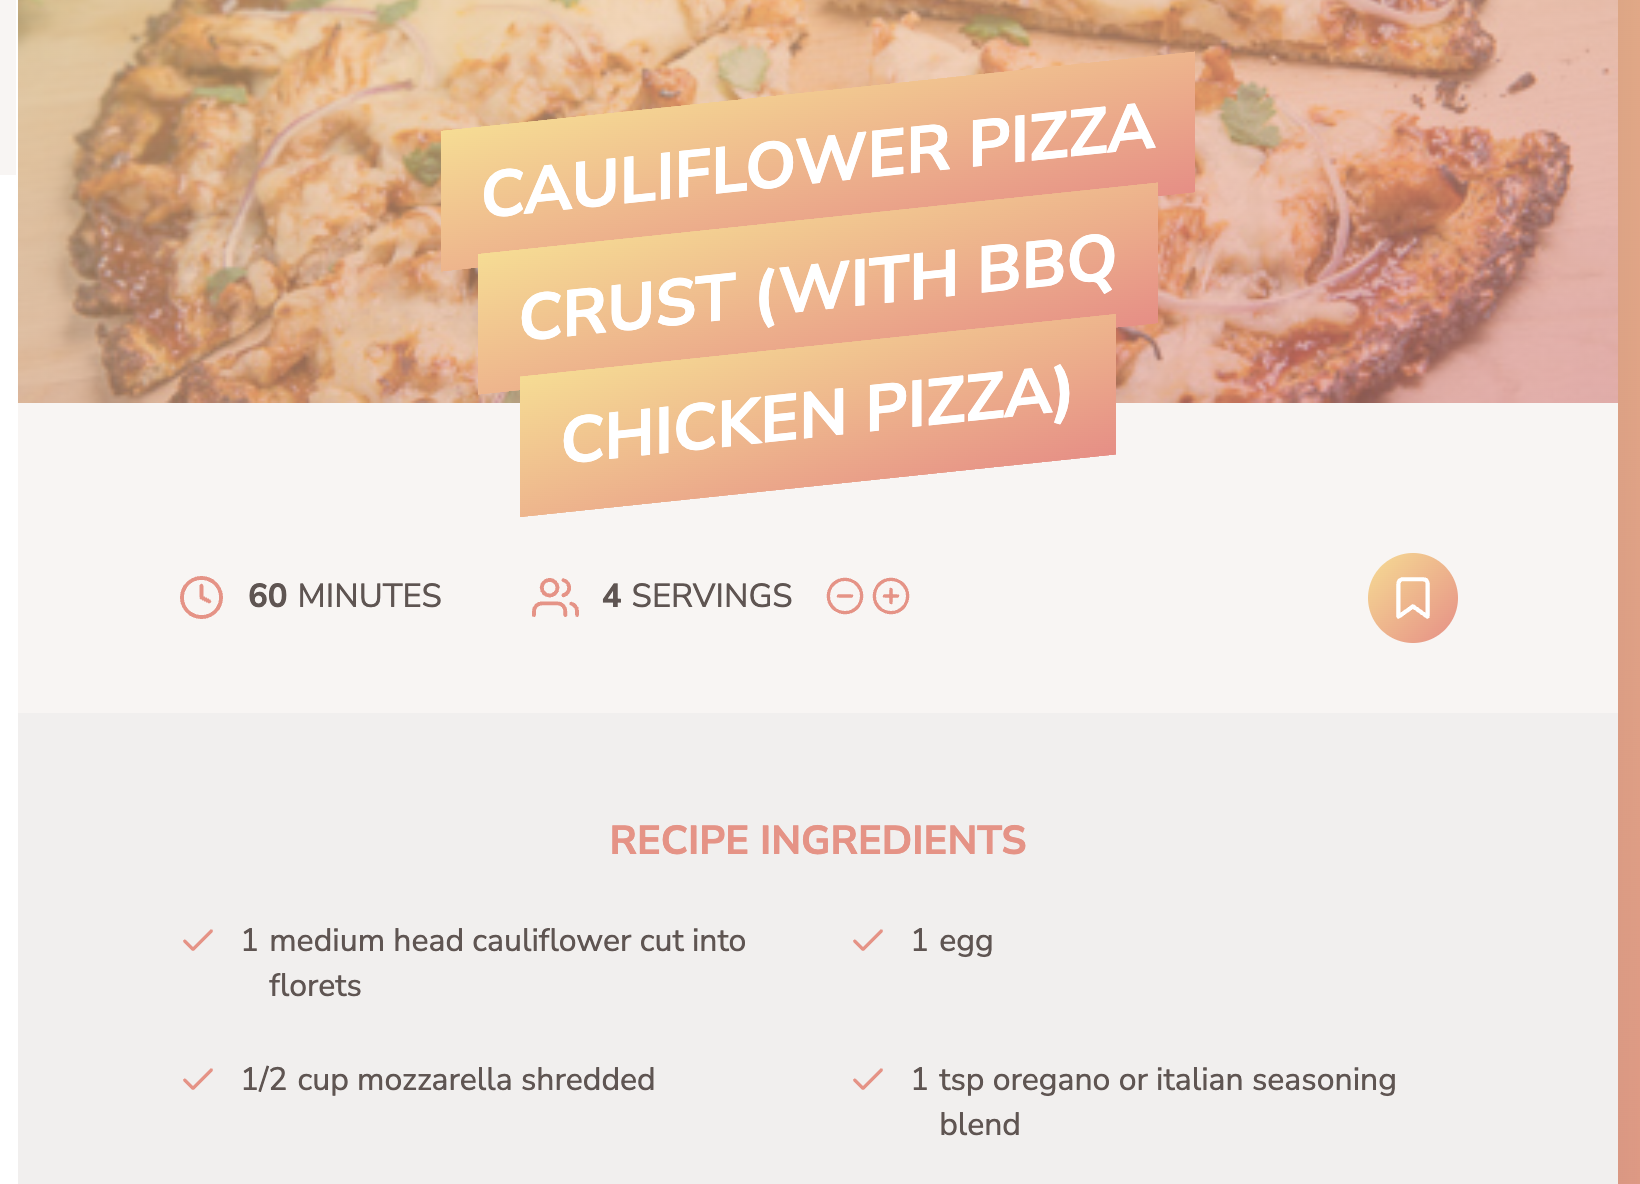 CAULIFLOWER PIZZA
CRUST (WITH BBQ
CHICKEN PIZZA)
60 MINUTES
4 SERVINGS
RECIPE INGREDIENTS
1 medium head cauliflower cut into
florets
1 egg
1/2 cup mozzarella shredded
1 tsp oregano or italian seasoning
blend